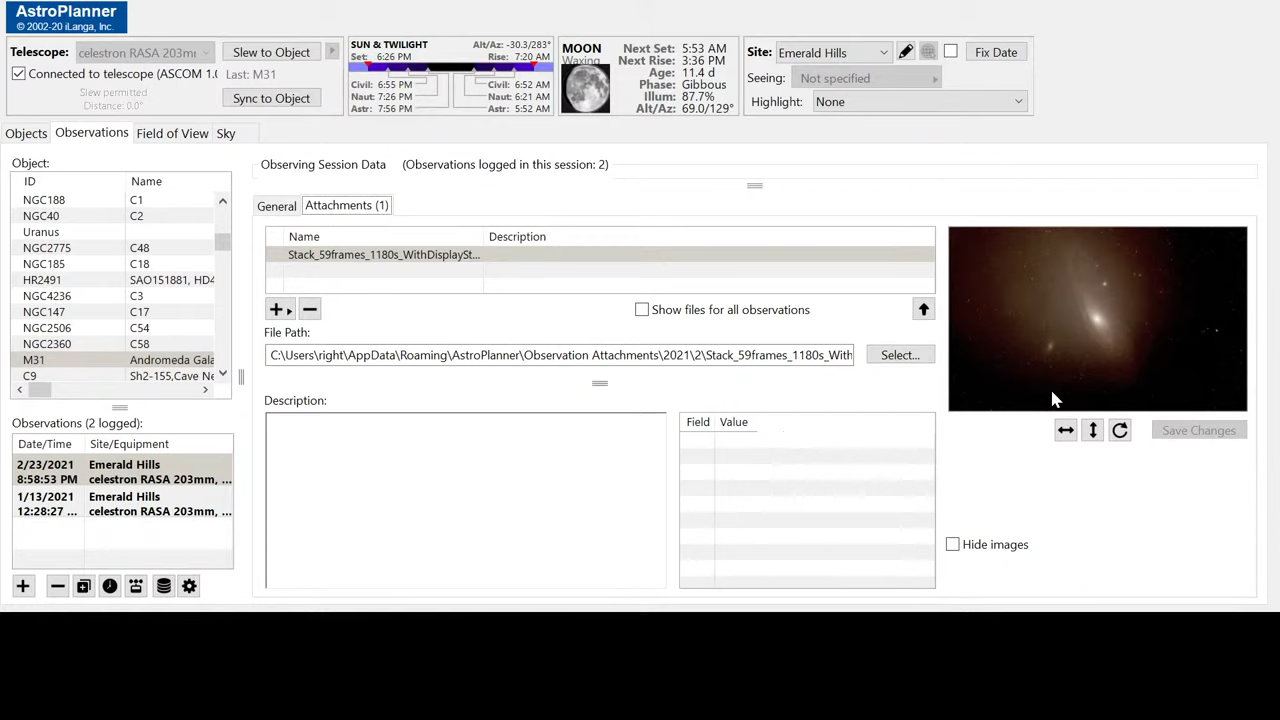 AstroPlanner
© 2002-20 iLanga, Inc.
Telescope: celestron RASA 203mm Slew to Object
Connected to telescope (ASCOM 1.0 Last: M31
Slew permitted
Distance: 0.0°
Sync to Object
SUN & TWILIGHT Alt/Az: -30.3/283°
Set: 6:26 PM Rise: 7:20 AM
Civil: 6:55 PM Civil: 6:52 AM
Naut: 7:26 PM Naut: 6:21 AM
Astr: 7:56 PM Astr: 5:52 AM
MOON Next Set: 5:53 AM
Waxing Next Rise: 3:36 PM
Age: 11.4 d
Phase: Gibbous
Illum: 87.7%
Alt/Az: 69.0/129°
Site: Emerald Hills Fix Date
Seeing: Not specified
Highlight: None
Objects Observations Field of View Sky
Object:
ID Name
NGC188 C1
NGC40 C2
Uranus
NGC2775 C48
NGC185 C18
HR2491 SAO151881, HD4
NGC4236 C3
NGC147 C17
NGC2506 C54
NGC2360 C58
M31 Andromeda Gala
C9 Sh2-155,Cave Ne
Observations (2 logged):
Date/Time Site/Equipment
2/23/2021 Emerald Hills
8:58:53 PM celestron RASA 203mm, ...
1/13/2021 Emerald Hills
12:28:27 ... celestron RASA 203mm, ...
Observing Session Data (Observations logged in this session: 2)
General Attachments (1)
Name Description
Stack_59frames_1180s_WithDisplaySt...
Show files for all observations
File Path:
C:\Users\right\AppData\Roaming\AstroPlanner\Observation Attachments\2021\2\Stack_59frames_1180s_With Select...
Description:
Field Value
Save Changes
Hide images